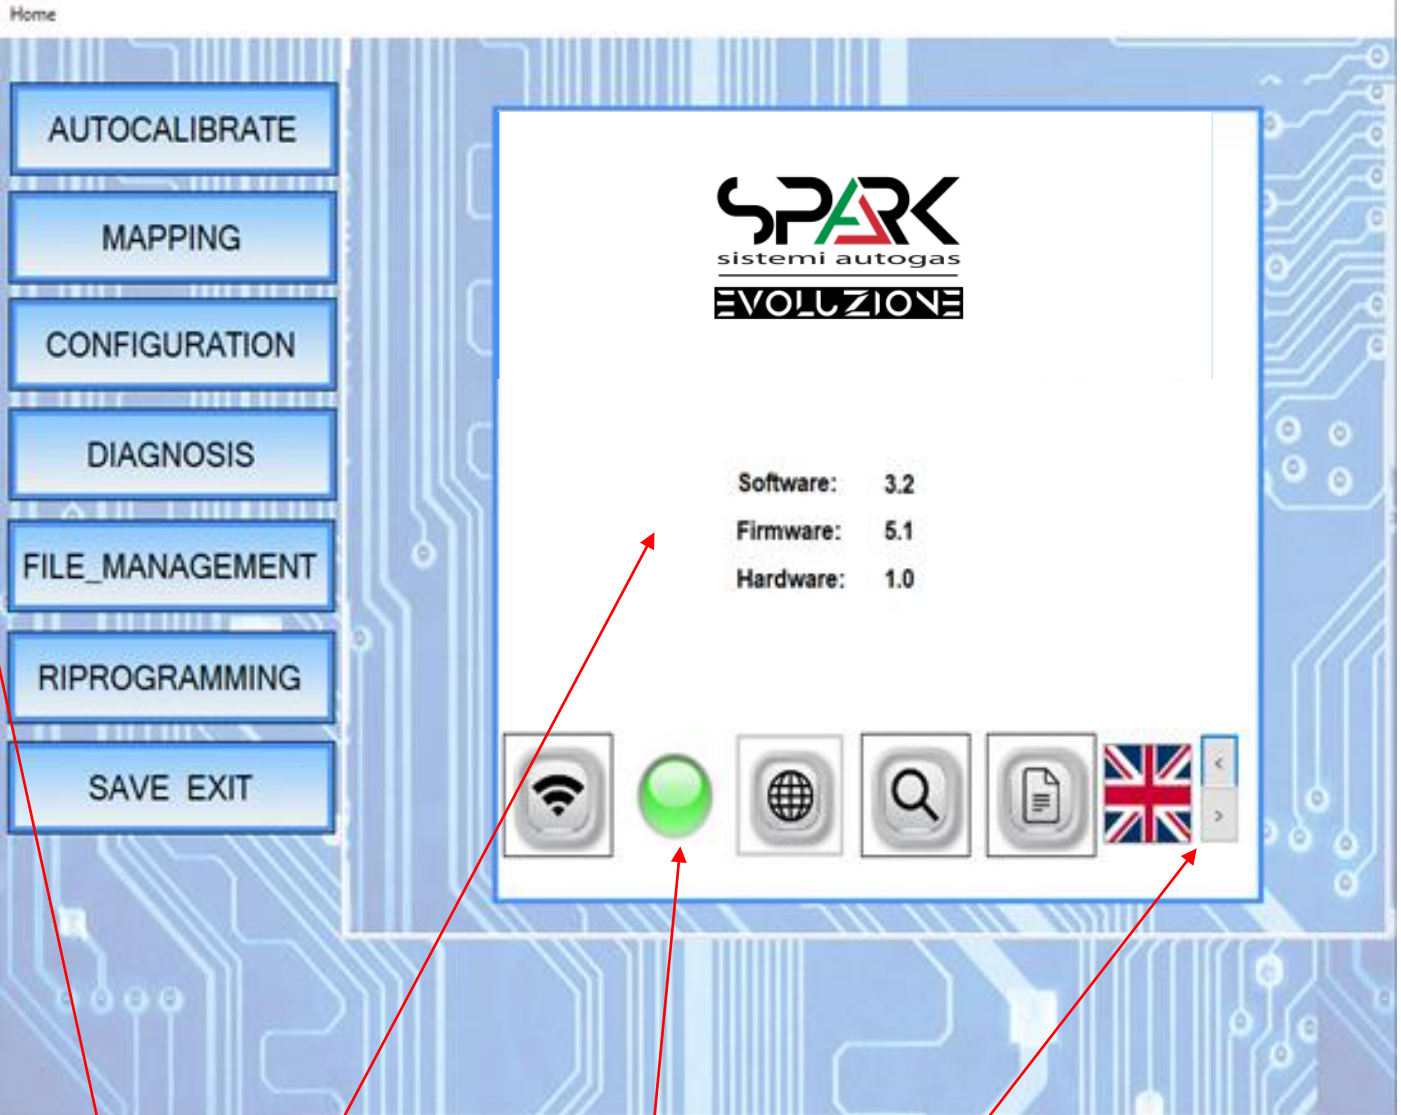 Home
AUTOCALIBRATE
MAPPING
CONFIGURATION
DIAGNOSIS
FILE_MANAGEMENT
RIPROGRAMMING
SAVE EXIT
SPARK
sistemi autogas
EVOLUZIONE
Software: 3.2
Firmware: 5.1
Hardware: 1.0
<
>